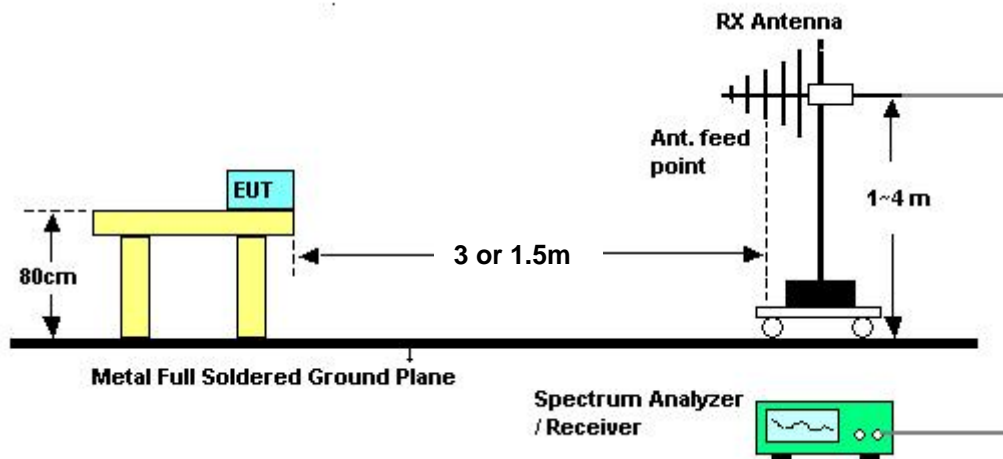 RX Antenna
Ant. feed
point
EUT
1~4 m
3 or 1.5m
80cm
Metal Full Soldered Ground Plane
Spectrum Analyzer
/ Receiver